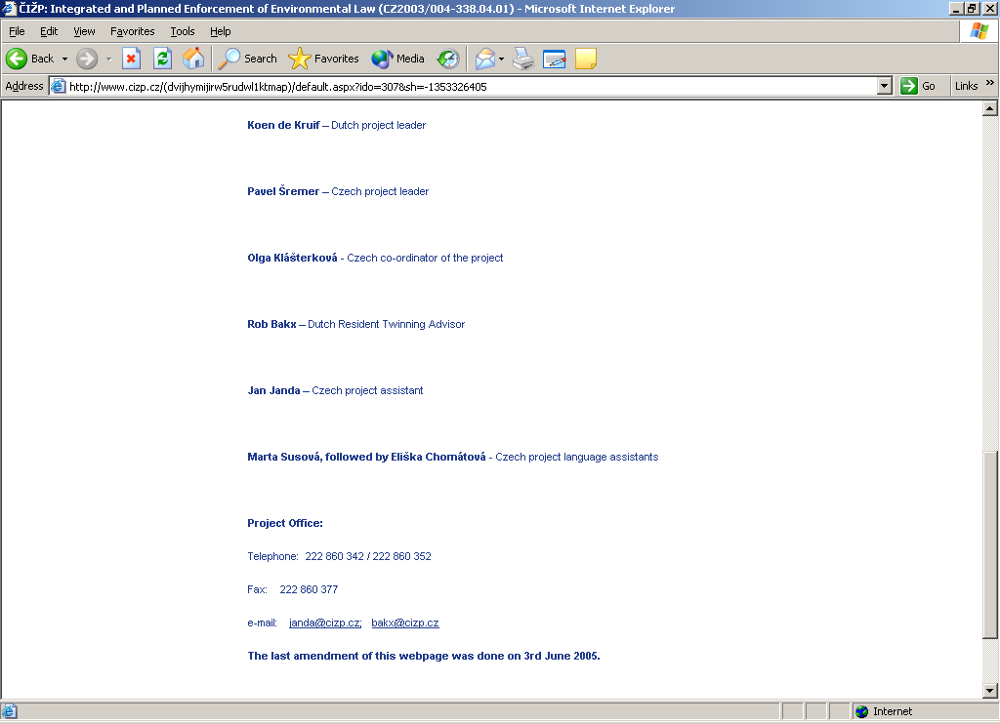 ČIŽP: Integrated and Planned Enforcement of Environmental Law (CZ2003/004-338.04.01) - Microsoft Internet Explorer
File Edit View Favorites Tools Help
Back Search Favorites Media
Address http://www.cizp.cz/(dvijhymijirw5rudwl1ktmap)/default.aspx?ido=307&sh=-1353326405 Go Links »
Koen de Kruif – Dutch project leader
Pavel Šremer – Czech project leader
Olga Klášterková - Czech co-ordinator of the project
Rob Bakx – Dutch Resident Twinning Advisor
Jan Janda – Czech project assistant
Marta Susová, followed by Eliška Chomátová - Czech project language assistants
Project Office:
Telephone: 222 860 342 / 222 860 352
Fax: 222 860 377
e-mail: janda@cizp.cz; bakx@cizp.cz
The last amendment of this webpage was done on 3rd June 2005.
Internet